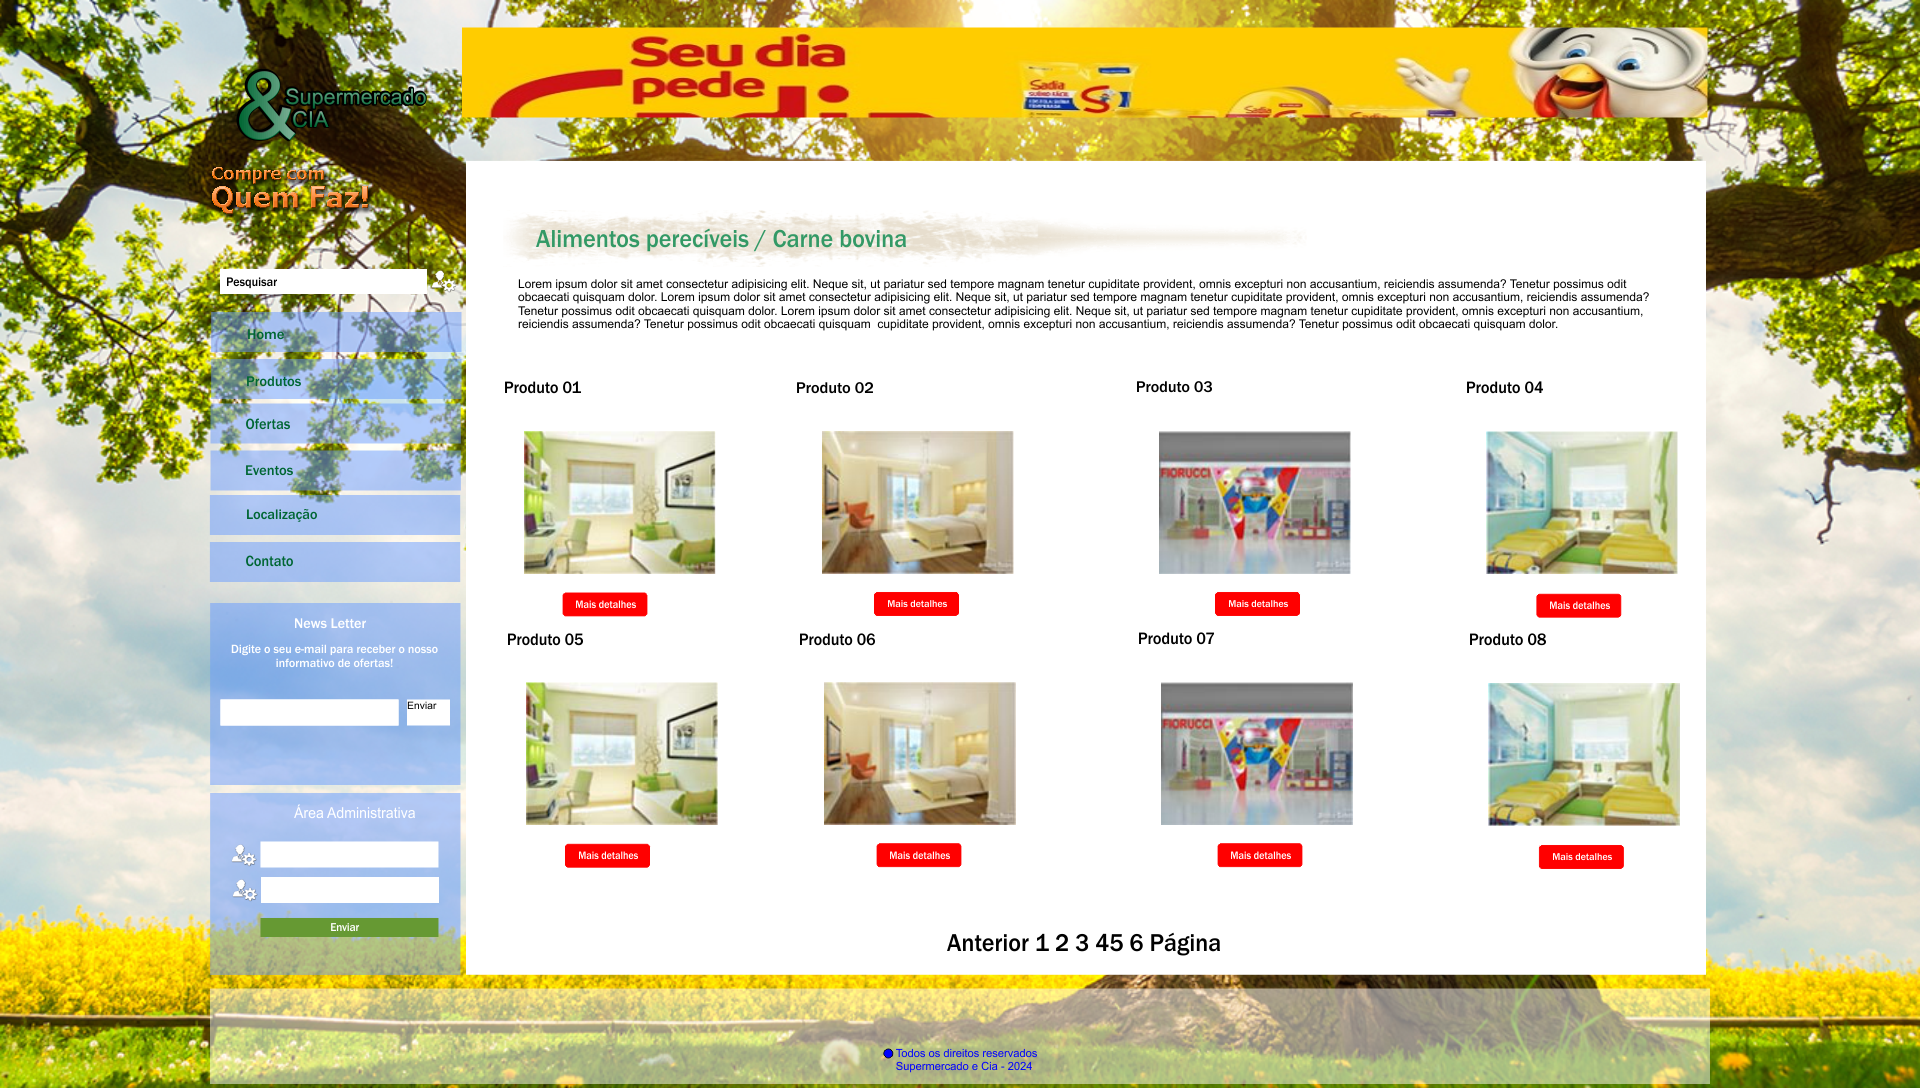 Seu dia
pede
Sadia
Sadia
&Supermercado
CIA
Compre com
Quem Faz!
Pesquisar
Home
Produtos
Ofertas
Eventos
Localização
Contato
News Letter
Digite o seu e-mail para receber o nosso
informativo de ofertas!
Enviar
Área Administrativa
Enviar
Alimentos perecíveis / Carne bovina
Lorem ipsum dolor sit amet consectetur adipisicing elit. Neque sit, ut pariatur sed tempore magnam tenetur cupiditate provident, omnis excepturi non accusantium, reiciendis assumenda? Tenetur possimus odit
obcaecati quisquam dolor. Lorem ipsum dolor sit amet consectetur adipisicing elit. Neque sit, ut pariatur sed tempore magnam tenetur cupiditate provident, omnis excepturi non accusantium, reiciendis assumenda?
Tenetur possimus odit obcaecati quisquam dolor. Lorem ipsum dolor sit amet consectetur adipisicing elit. Neque sit, ut pariatur sed tempore magnam tenetur cupiditate provident, omnis excepturi non accusantium,
reiciendis assumenda? Tenetur possimus odit obcaecati quisquam  cupiditate provident, omnis excepturi non accusantium, reiciendis assumenda? Tenetur possimus odit obcaecati quisquam dolor.
Produto 01
Produto 02
Produto 03
Produto 04
FIORUCCI
Mais detalhes
Mais detalhes
Mais detalhes
Mais detalhes
Produto 05
Produto 06
Produto 07
Produto 08
FIORUCCI
Mais detalhes
Mais detalhes
Mais detalhes
Mais detalhes
Anterior 1 2 3 45 6 Página
Todos os direitos reservados
Supermercado e Cia - 2024